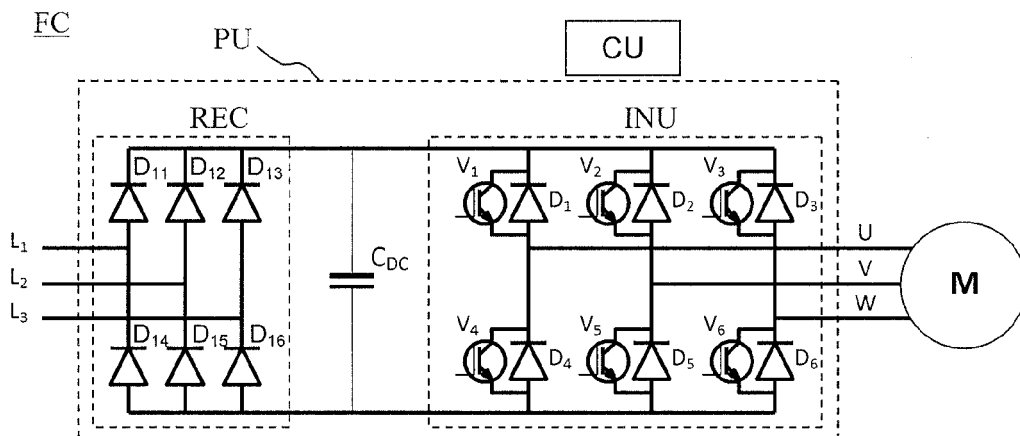 FC
PU
CU
REC
INU
D11 D12 D13
V1 D1 V2 D2 V3 D3
L1
L2
L3
CDC
U
V
W
M
D14 D15 D16
V4 D4 V5 D5 V6 D6